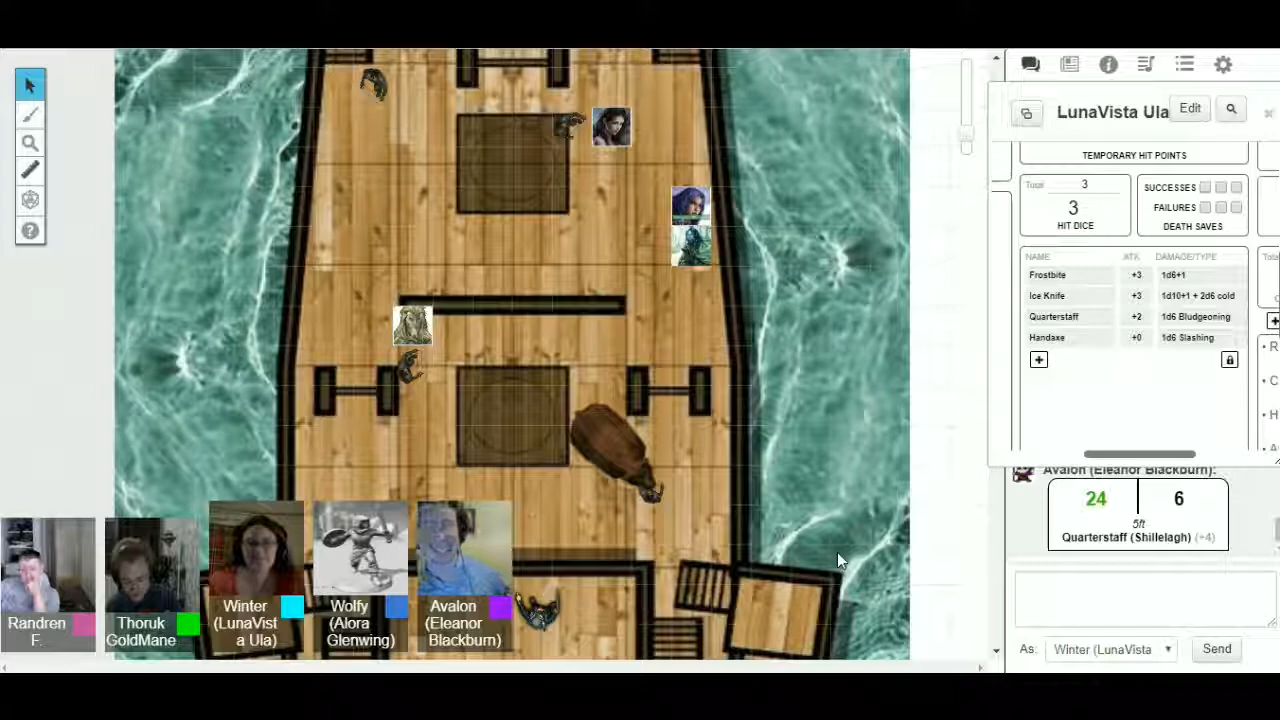 LunaVista Ula
Edit
TEMPORARY HIT POINTS
Total
3
3
HIT DICE
SUCCESSES
FAILURES
DEATH SAVES
Tota
NAME ATK DAMAGE/TYPE
Frostbite +3 1d6+1
Ice Knife +3 1d10+1 + 2d6 cold
Quarterstaff +2 1d6 Bludgeoning
Handaxe +0 1d6 Slashing
• R
• C
• H
• A
Avalon (Eleanor Blackburn):
24 6
5ft
Quarterstaff (Shillelagh) (+4)
As: Winter (LunaVista
Send
Randren
F.
Thoruk
GoldMane
Winter
(LunaVist
a Ula)
Wolfy
(Alora
Glenwing)
Avalon
(Eleanor
Blackburn)